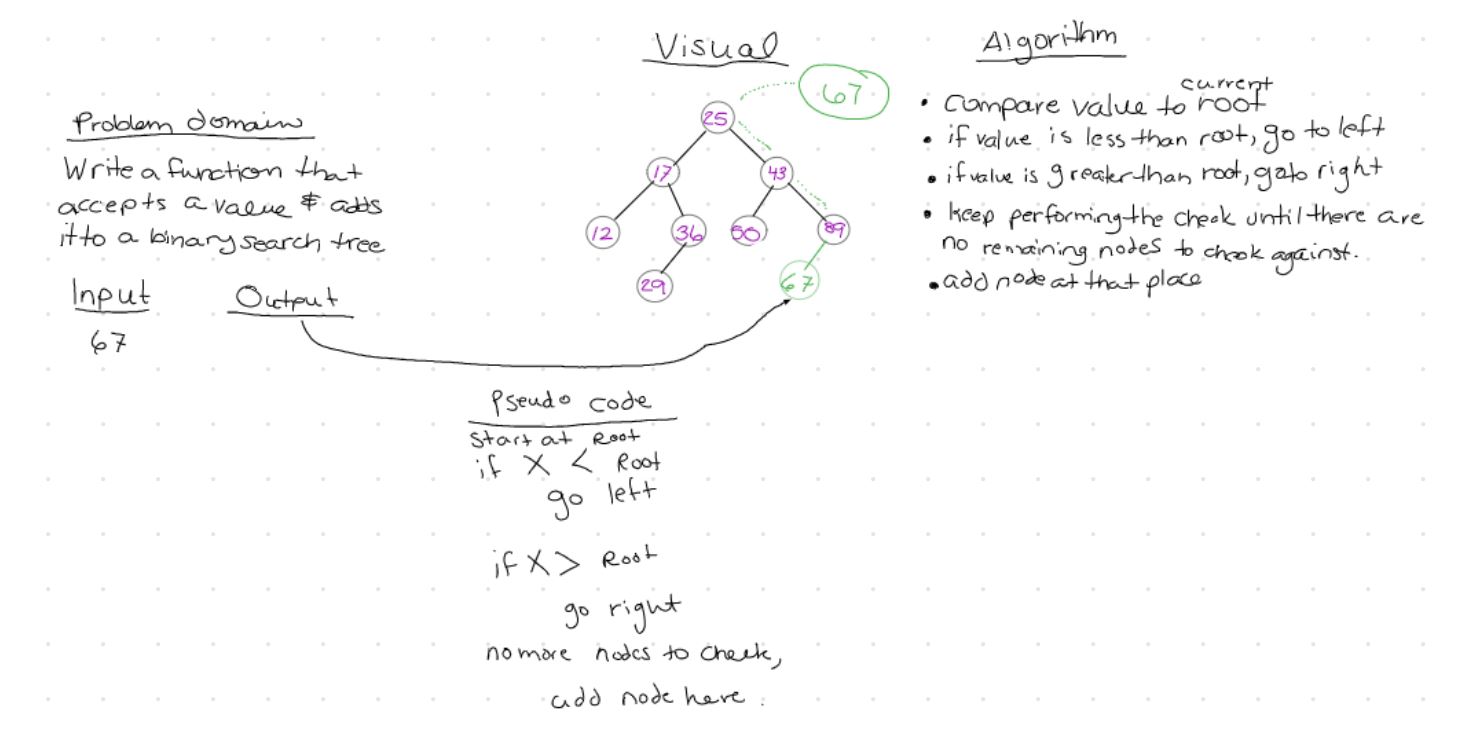 Visual
Algorithm
67
current
• Compare value to root
• if value is less than root, go to left
• if value is greater than root, go to right
• keep performing the check until there are
no remaining nodes to check against.
• add node at that place
Problem domain
Write a function that
accepts a value & adds
it to a binary search tree
25
17 43
12 36 89
29 67
Input Output
67
Pseudo code
Start at Root
if X < Root
go left
if X > Root
go right
no more nodes to check,
add node here.